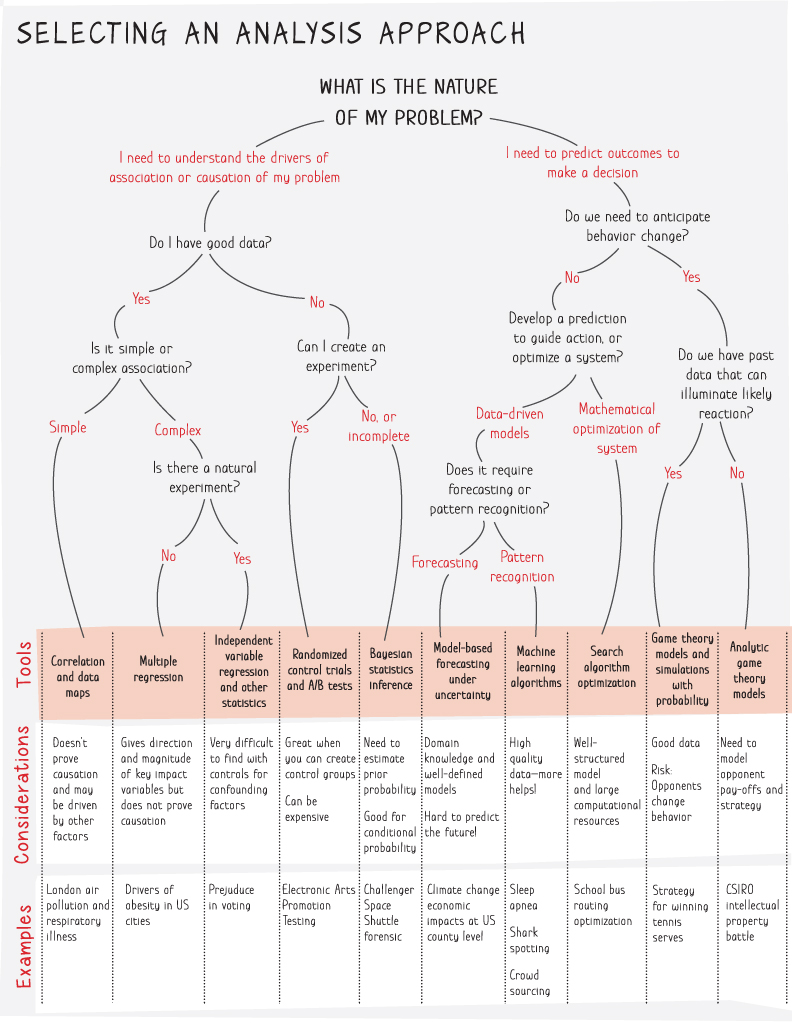 SELECTING AN ANALYSIS APPROACH
WHAT IS THE NATURE
OF MY PROBLEM?
I need to understand the drivers of
association or causation of my problem
I need to predict outcomes to
make a decision
Do I have good data?
Do we need to anticipate
behavior change?
Yes
No
No
Yes
Is it simple or
complex association?
Can I create an
experiment?
Develop a prediction
to guide action, or
optimize a system?
Do we have past
data that can
illuminate likely
reaction?
Simple
Complex
Yes
No, or
incomplete
Data-driven
models
Mathematical
optimization of
system
Is there a natural
experiment?
Does it require
forecasting or
pattern recognition?
Yes
No
No
Yes
Forecasting
Pattern
recognition
Tools
Correlation
and data
maps
Multiple
regression
Independent
variable
regression
and other
statistics
Randomized
control trials
and A/B tests
Bayesian
statistics
inference
Model-based
forecasting
under
uncertainty
Machine
learning
algorithms
Search
algorithm
optimization
Game theory
models and
simulations
with
probability
Analytic
game
theory
models
Considerations
Doesn't
prove
causation
and may
be driven
by other
factors
Gives direction
and magnitude
of key impact
variables but
does not prove
causation
Very difficult
to find with
controls for
confounding
factors
Great when
you can create
control groups
Can be
expensive
Need to
estimate
prior
probability
Good for
conditional
probability
Domain
knowledge and
well-defined
models
Hard to predict
the future!
High
quality
data—more
helps!
Well-
structured
model
and large
computational
resources
Good data
Risk:
Opponents
change
behavior
Need to
model
opponent
pay-offs and
strategy
Examples
London air
pollution and
respiratory
illness
Drivers of
obesity in US
cities
Prejuduce
in voting
Electronic Arts
Promotion
Testing
Challenger
Space
Shuttle
forensic
Climate change
economic
impacts at US
county level
Sleep
apnea
Shark
spotting
Crowd
sourcing
School bus
routing
optimization
Strategy
for winning
tennis
serves
CSIRO
intellectual
property
battle